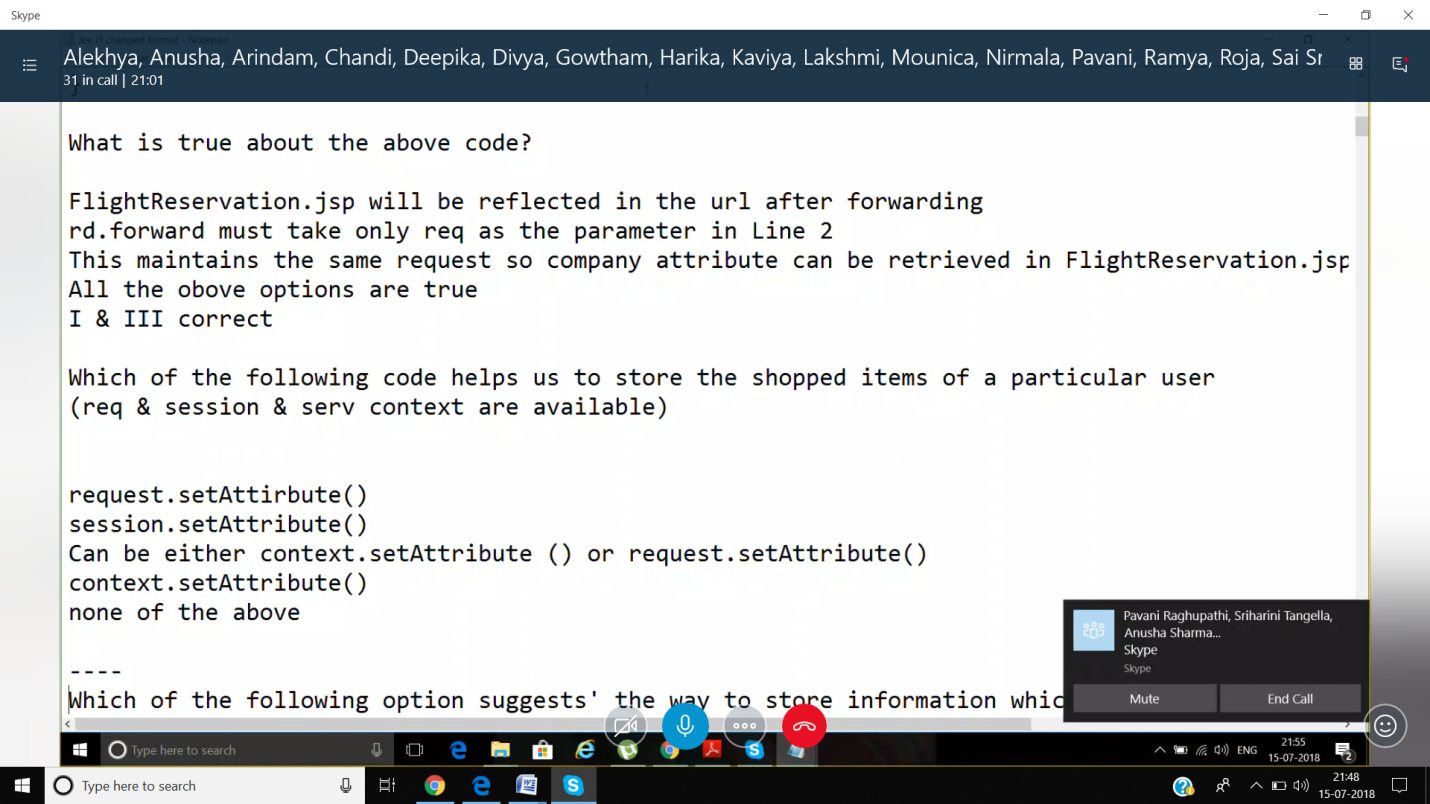 Skype
Alekhya, Anusha, Arindam, Chandi, Deepika, Divya, Gowtham, Harika, Kaviya, Lakshmi, Mounica, Nirmala, Pavani, Ramya, Roja, Sai Sr
31 in call | 21:01
}
What is true about the above code?
FlightReservation.jsp will be reflected in the url after forwarding
rd.forward must take only req as the parameter in Line 2
This maintains the same request so company attribute can be retrieved in FlightReservation.jsp
All the obove options are true
I & III correct
Which of the following code helps us to store the shopped items of a particular user
(req & session & serv context are available)
request.setAttirbute()
session.setAttribute()
Can be either context.setAttribute () or request.setAttribute()
context.setAttribute()
none of the above
----
Which of the following option suggests' the way to store information whic
Pavani Raghupathi, Sriharini Tangella,
Anusha Sharma...
Skype
Skype
Mute
End Call
Type here to search
ENG
21:55
15-07-2018
2
Type here to search
21:48
15-07-2018